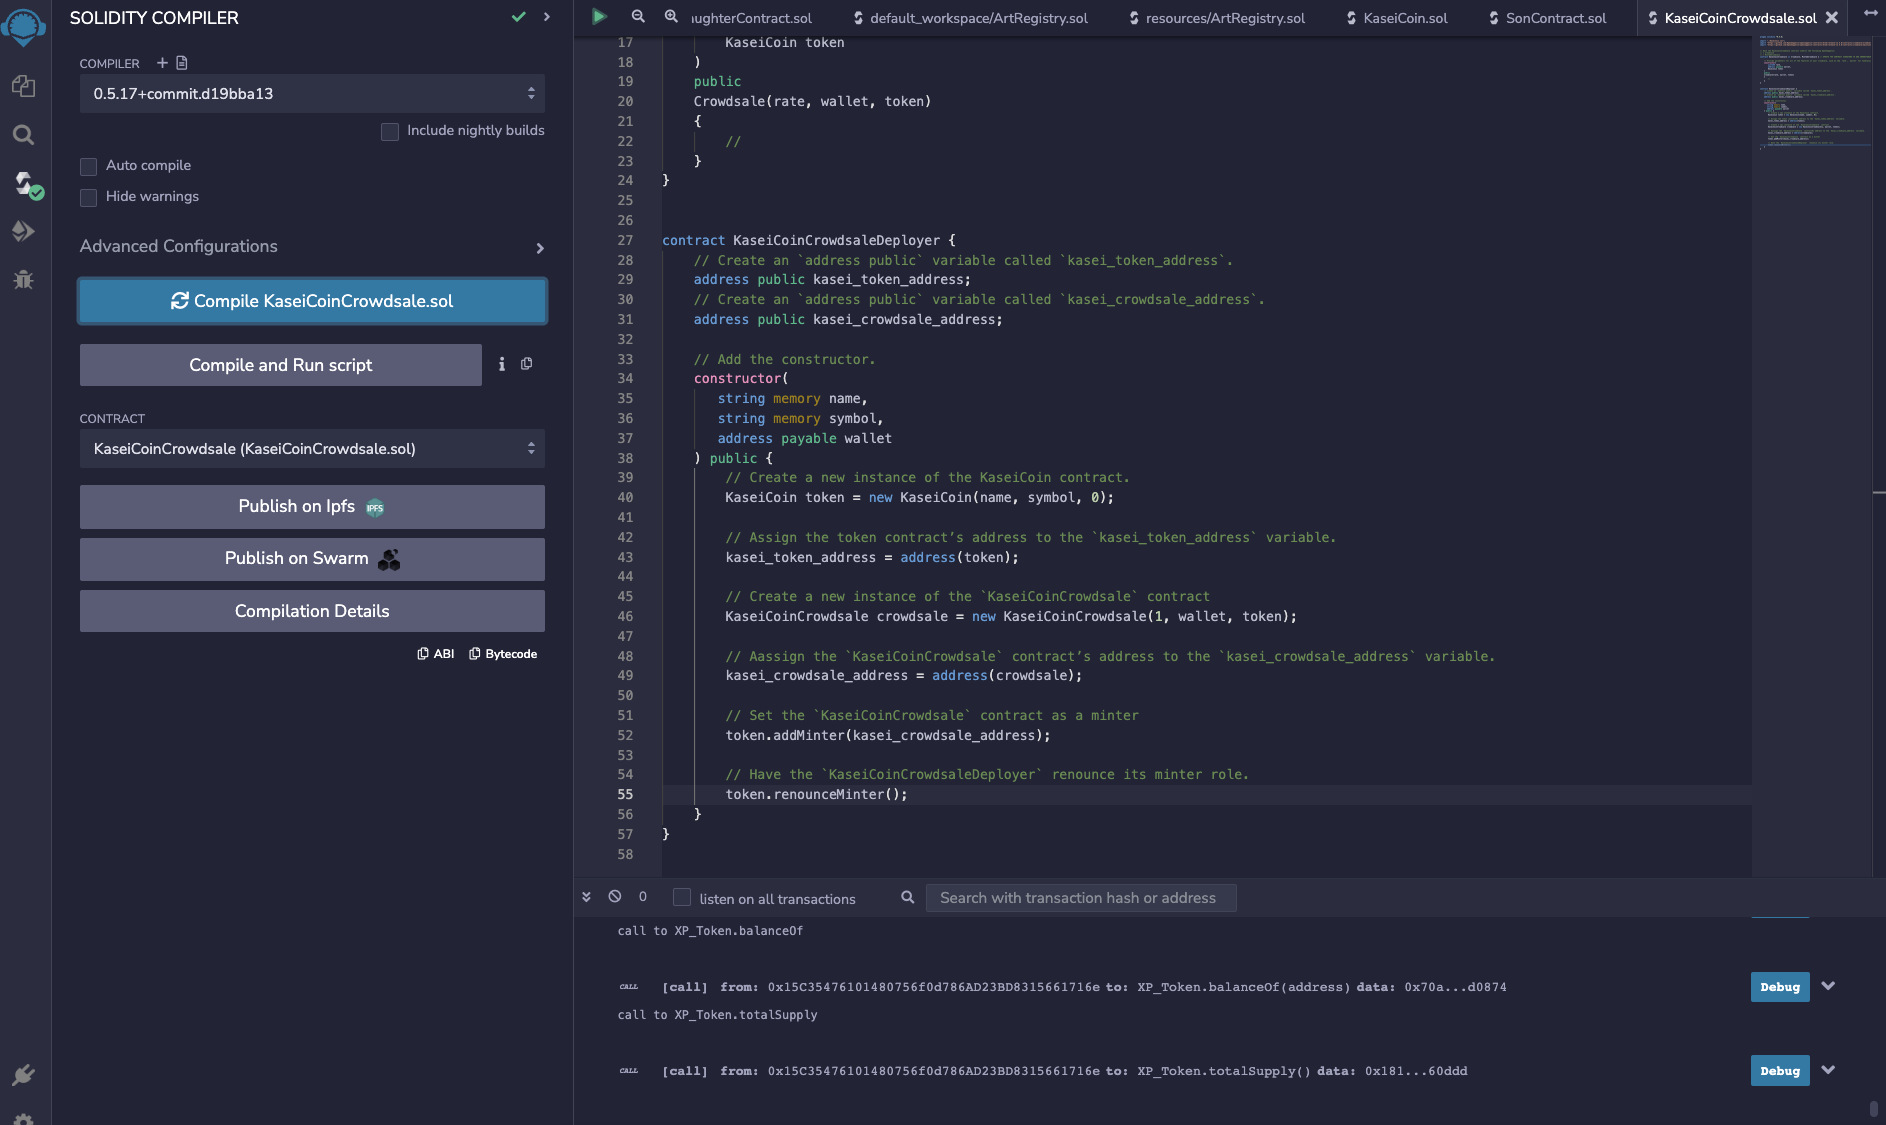 SOLIDITY COMPILER
COMPILER
0.5.17+commit.d19bba13
Include nightly builds
Auto compile
Hide warnings
Advanced Configurations
Compile KaseiCoinCrowdsale.sol
Compile and Run script
CONTRACT
KaseiCoinCrowdsale (KaseiCoinCrowdsale.sol)
Publish on Ipfs IPFS
Publish on Swarm
Compilation Details
ABI Bytecode
ughterContract.sol default_workspace/ArtRegistry.sol resources/ArtRegistry.sol KaseiCoin.sol SonContract.sol KaseiCoinCrowdsale.sol
17 KaseiCoin token
18 )
19 public
20 Crowdsale(rate, wallet, token)
21 {
22 //
23 }
24 }
25
26
27 contract KaseiCoinCrowdsaleDeployer {
28 // Create an `address public` variable called `kasei_token_address`.
29 address public kasei_token_address;
30 // Create an `address public` variable called `kasei_crowdsale_address`.
31 address public kasei_crowdsale_address;
32
33 // Add the constructor.
34 constructor(
35 string memory name,
36 string memory symbol,
37 address payable wallet
38 ) public {
39 // Create a new instance of the KaseiCoin contract.
40 KaseiCoin token = new KaseiCoin(name, symbol, 0);
41
42 // Assign the token contract’s address to the `kasei_token_address` variable.
43 kasei_token_address = address(token);
44
45 // Create a new instance of the `KaseiCoinCrowdsale` contract
46 KaseiCoinCrowdsale crowdsale = new KaseiCoinCrowdsale(1, wallet, token);
47
48 // Aassign the `KaseiCoinCrowdsale` contract’s address to the `kasei_crowdsale_address` variable.
49 kasei_crowdsale_address = address(crowdsale);
50
51 // Set the `KaseiCoinCrowdsale` contract as a minter
52 token.addMinter(kasei_crowdsale_address);
53
54 // Have the `KaseiCoinCrowdsaleDeployer` renounce its minter role.
55 token.renounceMinter();
56 }
57 }
58
0 listen on all transactions Search with transaction hash or address
call to XP_Token.balanceOf
CALL [call] from: 0x15C35476101480756f0d786AD23BD8315661716e to: XP_Token.balanceOf(address) data: 0x70a...d0874 Debug
call to XP_Token.totalSupply
CALL [call] from: 0x15C35476101480756f0d786AD23BD8315661716e to: XP_Token.totalSupply() data: 0x181...60ddd Debug